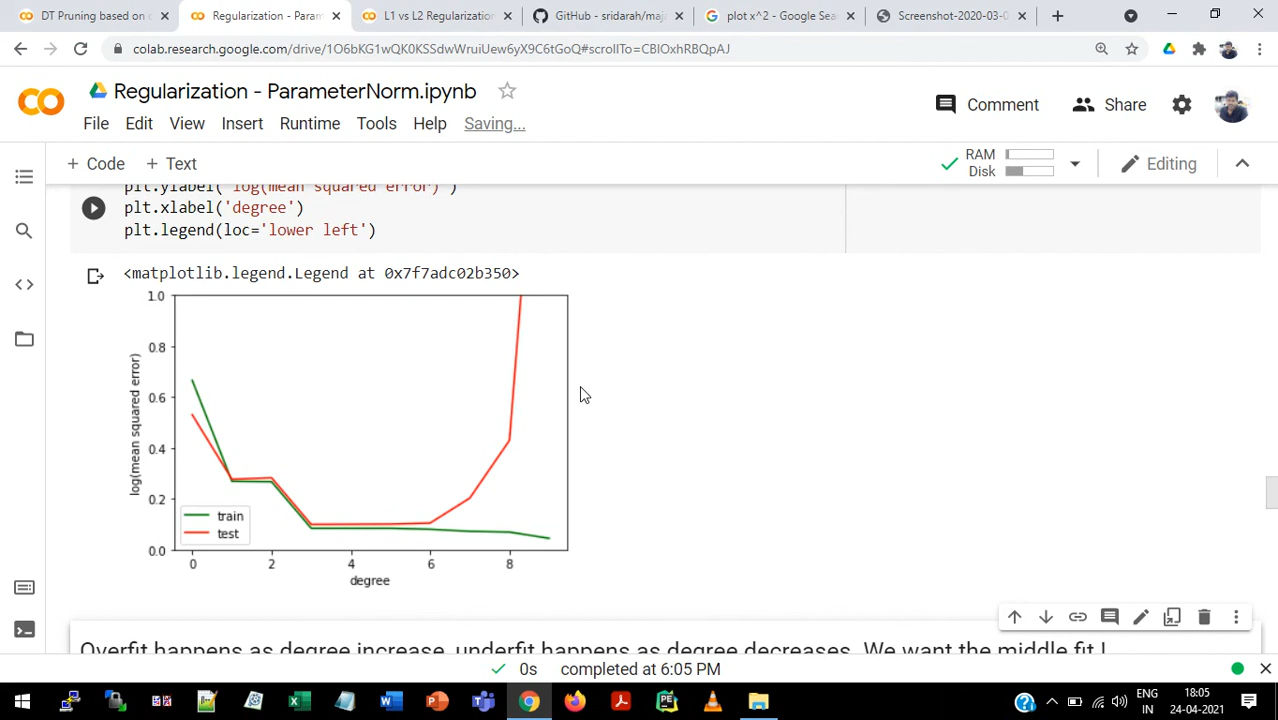 DT Pruning based on c
Regularization - Param
L1 vs L2 Regularization
GitHub - sridarah/maj
plot x^2 - Google Sea
Screenshot-2020-03-0
colab.research.google.com/drive/1O6bKG1wQK0KSSdwWruiUew6yX9C6tGoQ#scrollTo=CBIOxhRBQpAJ
Regularization - ParameterNorm.ipynb
Comment
Share
File Edit View Insert Runtime Tools Help Saving...
+ Code + Text
RAM
Disk
Editing
plt.ylabel('log(mean squared error)')
plt.xlabel('degree')
plt.legend(loc='lower left')
<matplotlib.legend.Legend at 0x7f7adc02b350>
1.0
0.8
0.6
0.4
0.2
0.0
log(mean squared error)
train
test
0 2 4 6 8
degree
Overfit happens as degree increase, underfit happens as degree decreases. We want the middle fit !
0s completed at 6:05 PM
ENG
IN
18:05
24-04-2021